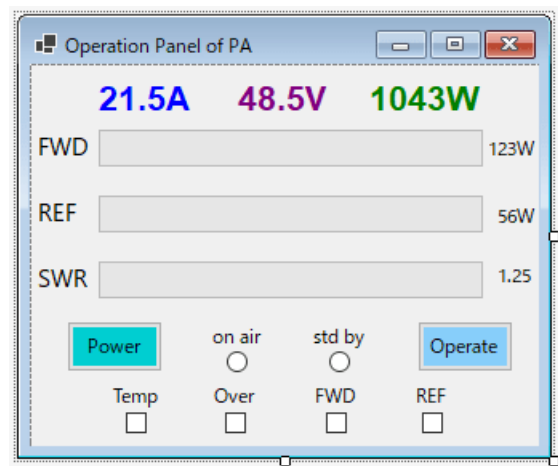 Operation Panel of PA
21.5A 48.5V 1043W
FWD 123W
REF 56W
SWR 1.25
Power on air std by Operate
Temp Over FWD REF